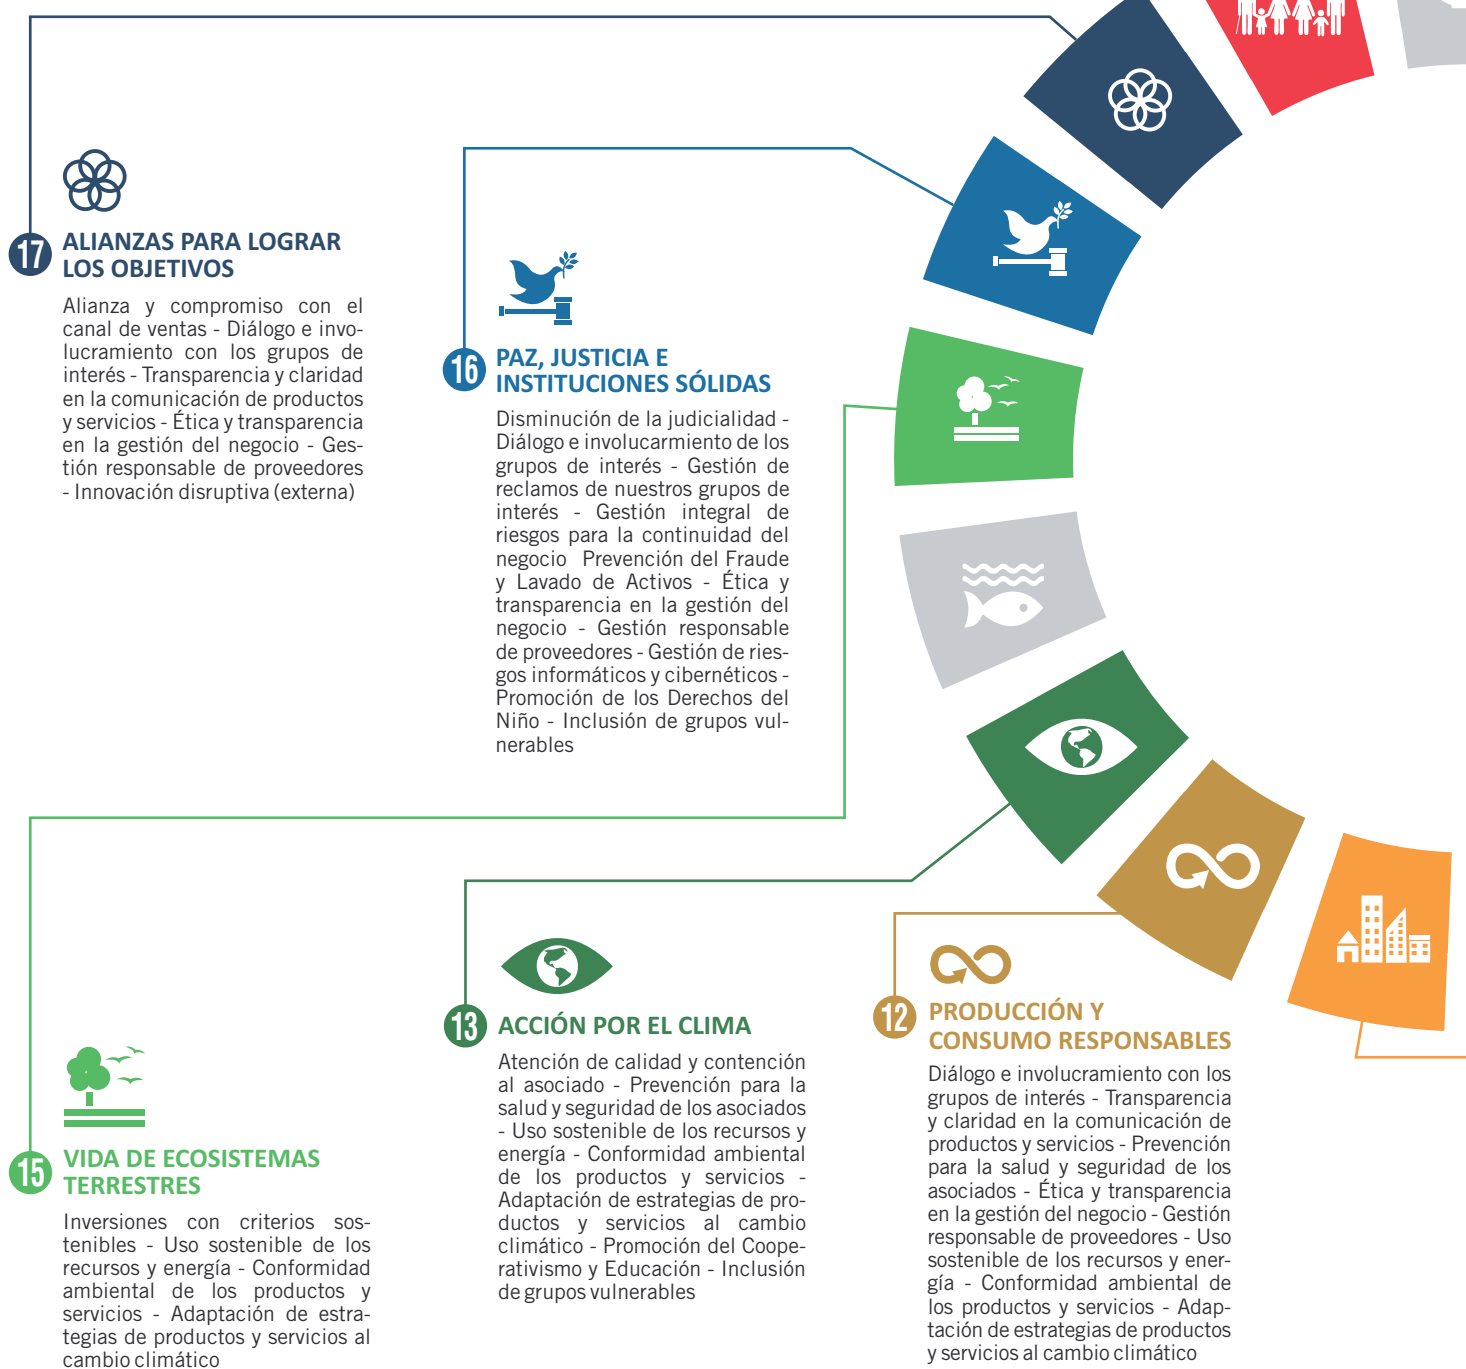 17
ALIANZAS PARA LOGRAR
LOS OBJETIVOS
Alianza y compromiso con el
canal de ventas - Diálogo e invo-
lucramiento con los grupos de
interés - Transparencia y claridad
en la comunicación de productos
y servicios - Ética y transparencia
en la gestión del negocio - Ges-
tión responsable de proveedores
- Innovación disruptiva (externa)
16
PAZ, JUSTICIA E
INSTITUCIONES SÓLIDAS
Disminución de la judicialidad -
Diálogo e involucarmiento de los
grupos de interés - Gestión de
reclamos de nuestros grupos de
interés - Gestión integral de
riesgos para la continuidad del
negocio Prevención del Fraude
y Lavado de Activos - Ética y
transparencia en la gestión del
negocio - Gestión responsable
de proveedores - Gestión de ries-
gos informáticos y cibernéticos -
Promoción de los Derechos del
Niño - Inclusión de grupos vul-
nerables
15
VIDA DE ECOSISTEMAS
TERRESTRES
Inversiones con criterios sos-
tenibles - Uso sostenible de los
recursos y energía - Conformidad
ambiental de los productos y
servicios - Adaptación de estra-
tegias de productos y servicios al
cambio climático
13
ACCIÓN POR EL CLIMA
Atención de calidad y contención
al asociado - Prevención para la
salud y seguridad de los asociados
- Uso sostenible de los recursos y
energía - Conformidad ambiental
de los productos y servicios -
Adaptación de estrategias de pro-
ductos y servicios al cambio
climático - Promoción del Coope-
rativismo y Educación - Inclusión
de grupos vulnerables
12
PRODUCCIÓN Y
CONSUMO RESPONSABLES
Diálogo e involucramiento con los
grupos de interés - Transparencia
y claridad en la comunicación de
productos y servicios - Prevención
para la salud y seguridad de los
asociados - Ética y transparencia
en la gestión del negocio - Gestión
responsable de proveedores - Uso
sostenible de los recursos y ener-
gía - Conformidad ambiental de
los productos y servicios - Adap-
tación de estrategias de productos
y servicios al cambio climático